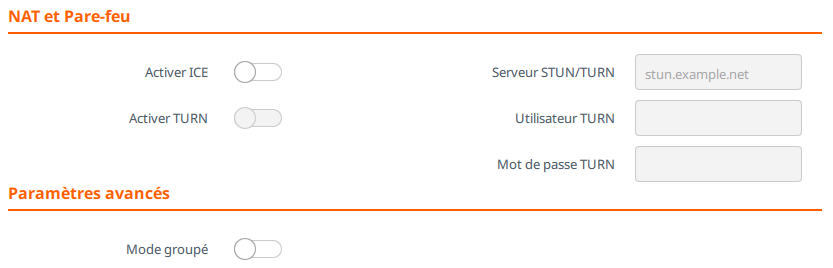 NAT et Pare-feu
Activer ICE
Serveur STUN/TURN
stun.example.net
Activer TURN
Utilisateur TURN
Mot de passe TURN
Paramètres avancés
Mode groupé